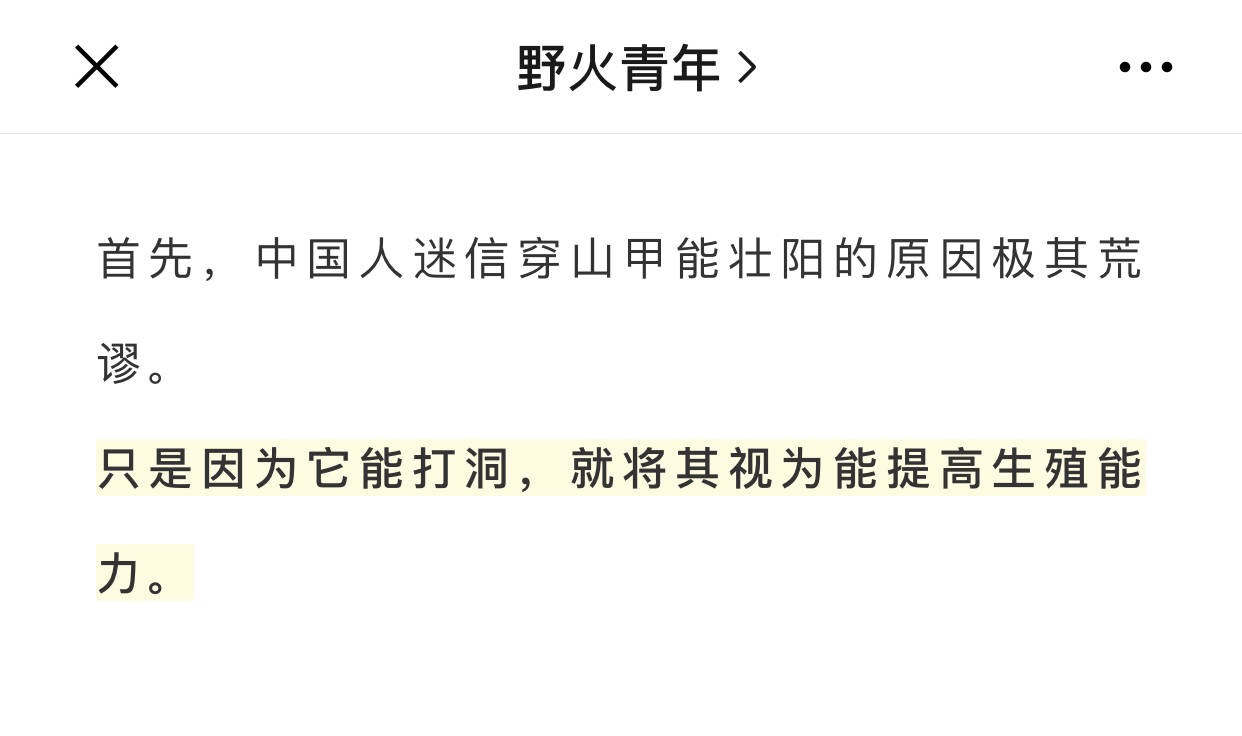 野火青年
首先，中国人迷信穿山甲能壮阳的原因极其荒
谬。
只是因为它能打洞，就将其视为能提高生殖能
力。